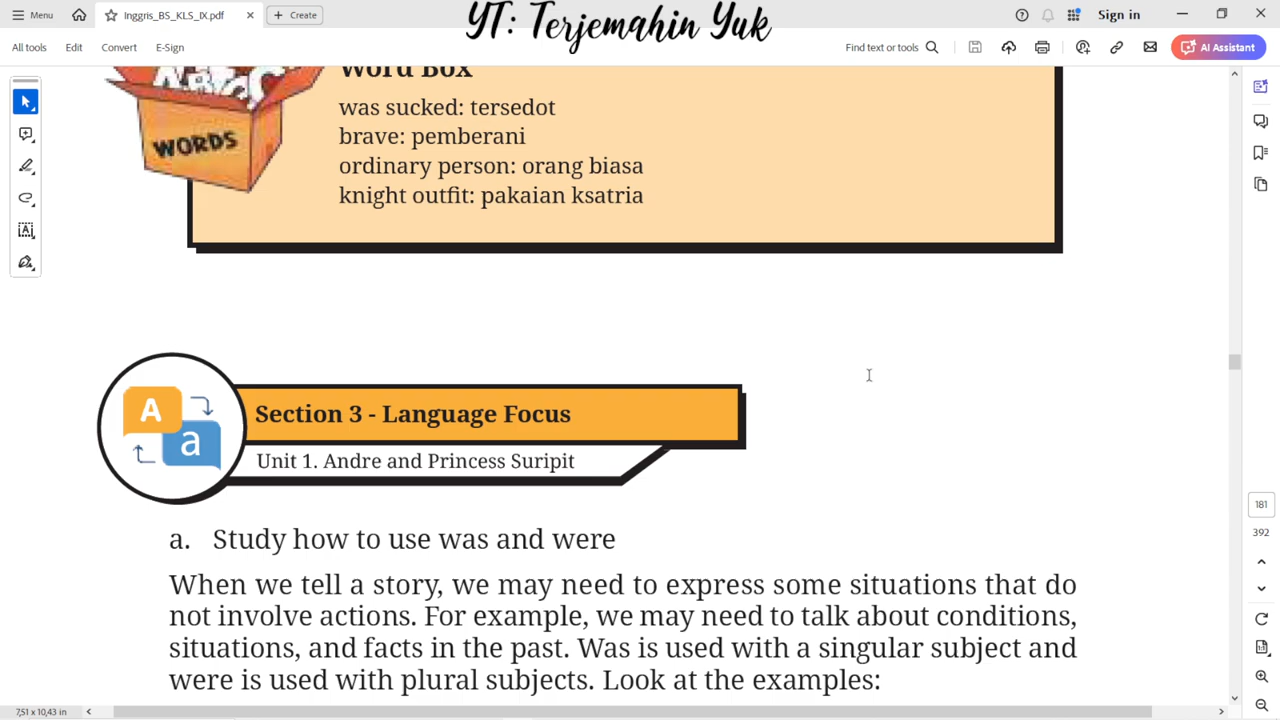 YT: Terjemahin Yuk
Menu
Inggris_BS_KLS_IX.pdf
Create
Sign in
All tools
Edit
Convert
E-Sign
Find text or tools
AI Assistant
Word Box
WORDS
was sucked: tersedot
brave: pemberani
ordinary person: orang biasa
knight outfit: pakaian ksatria
A
a
Section 3 - Language Focus
Unit 1. Andre and Princess Suripit
a. Study how to use was and were
When we tell a story, we may need to express some situations that do
not involve actions. For example, we may need to talk about conditions,
situations, and facts in the past. Was is used with a singular subject and
were is used with plural subjects. Look at the examples:
181
392
7,51 x 10,43 in